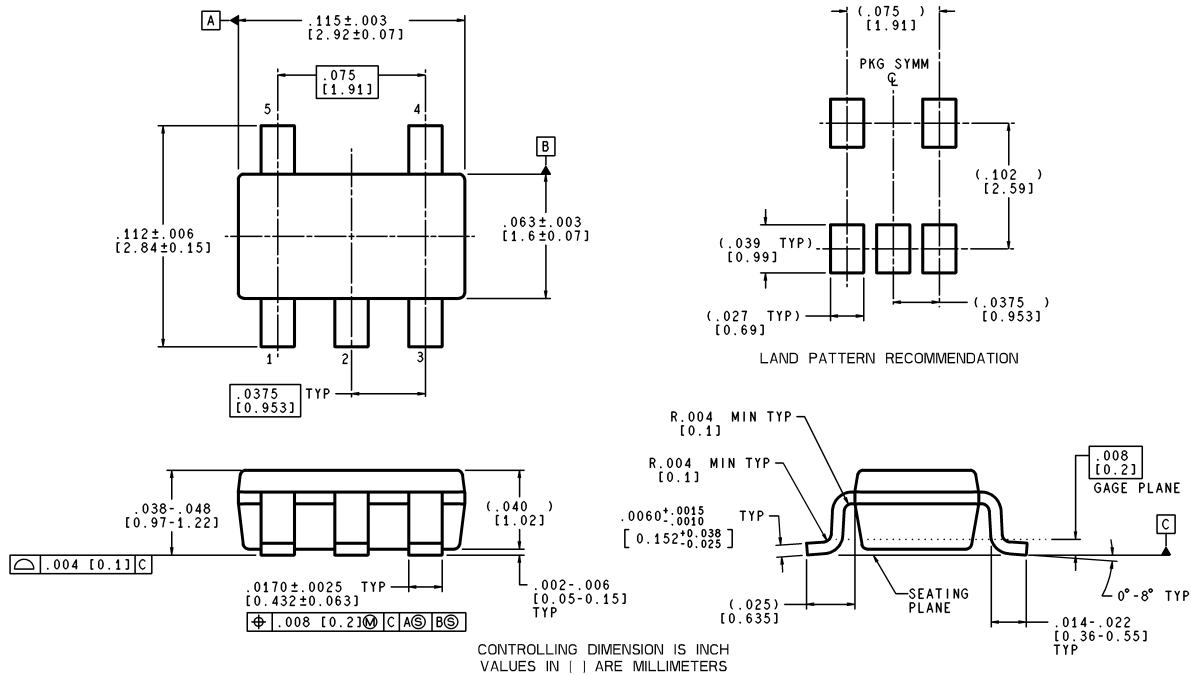 A
.115±.003
[2.92±0.07]
.075
[1.91]
5
4
B
.112±.006
[2.84±0.15]
.063±.003
[1.6±0.07]
1
2
3
.0375 TYP
[0.953]
(.075 )
[1.91]
PKG SYMM
℄
(.102 )
[2.59]
(.039 TYP)
[0.99]
(.027 TYP)
[0.69]
(.0375 )
[0.953]
LAND PATTERN RECOMMENDATION
.038-.048
[0.97-1.22]
(.040 )
[1.02]
⌓ .004 [0.1] C
.0170±.0025 TYP
[0.432±0.063]
⌖ .008 [0.2]Ⓜ C AⓈ BⓈ
.002-.006
[0.05-0.15]
TYP
R.004 MIN TYP
[0.1]
R.004 MIN TYP
[0.1]
.0060+.0015-.0010 TYP
[0.152+0.038-0.025]
.008
[0.2]
GAGE PLANE
C
(.025)
[0.635]
SEATING
PLANE
0°-8° TYP
.014-.022
[0.36-0.55]
TYP
CONTROLLING DIMENSION IS INCH
VALUES IN [ ] ARE MILLIMETERS